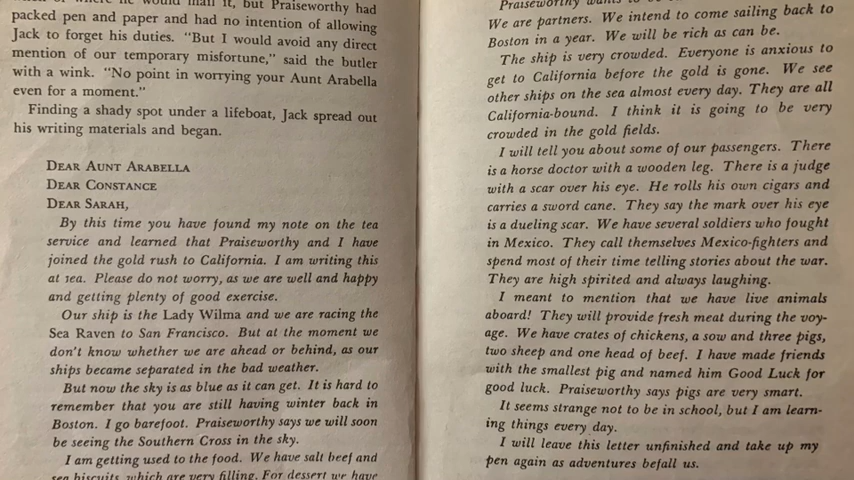 it, but Praiseworthy had
packed pen and paper and had no intention of allowing
Jack to forget his duties. "But I would avoid any direct
mention of our temporary misfortune," said the butler
with a wink. "No point in worrying your Aunt Arabella
even for a moment."
Finding a shady spot under a lifeboat, Jack spread out
his writing materials and began.
DEAR AUNT ARABELLA
DEAR CONSTANCE
DEAR SARAH,
By this time you have found my note on the tea
service and learned that Praiseworthy and I have
joined the gold rush to California. I am writing this
at sea. Please do not worry, as we are well and happy
and getting plenty of good exercise.
Our ship is the Lady Wilma and we are racing the
Sea Raven to San Francisco. But at the moment we
don't know whether we are ahead or behind, as our
ships became separated in the bad weather.
But now the sky is as blue as it can get. It is hard to
remember that you are still having winter back in
Boston. I go barefoot. Praiseworthy says we will soon
be seeing the Southern Cross in the sky.
I am getting used to the food. We have salt beef and
sea biscuits, which are very filling. For dessert we have
Praiseworthy wants to be
We are partners. We intend to come sailing back to
Boston in a year. We will be rich as can be.
The ship is very crowded. Everyone is anxious to
get to California before the gold is gone. We see
other ships on the sea almost every day. They are all
California-bound. I think it is going to be very
crowded in the gold fields.
I will tell you about some of our passengers. There
is a horse doctor with a wooden leg. There is a judge
with a scar over his eye. He rolls his own cigars and
carries a sword cane. They say the mark over his eye
is a dueling scar. We have several soldiers who fought
in Mexico. They call themselves Mexico-fighters and
spend most of their time telling stories about the war.
They are high spirited and always laughing.
I meant to mention that we have live animals
aboard! They will provide fresh meat during the voy-
age. We have crates of chickens, a sow and three pigs,
two sheep and one head of beef. I have made friends
with the smallest pig and named him Good Luck for
good luck. Praiseworthy says pigs are very smart.
It seems strange not to be in school, but I am learn-
ing things every day.
I will leave this letter unfinished and take up my
pen again as adventures befall us.